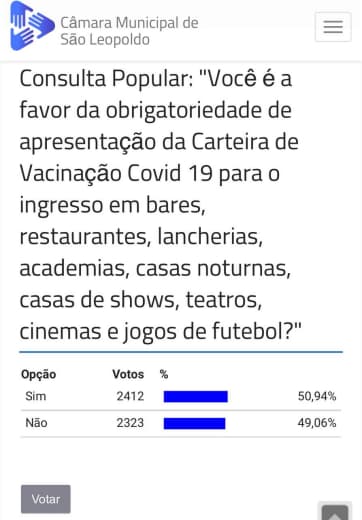 Câmara Municipal de
São Leopoldo
Consulta Popular: "Você é a
favor da obrigatoriedade de
apresentação da Carteira de
Vacinação Covid 19 para o
ingresso em bares,
restaurantes, lancherias,
academias, casas noturnas,
casas de shows, teatros,
cinemas e jogos de futebol?"
Opção Votos %
Sim 2412 50,94%
Não 2323 49,06%
Votar